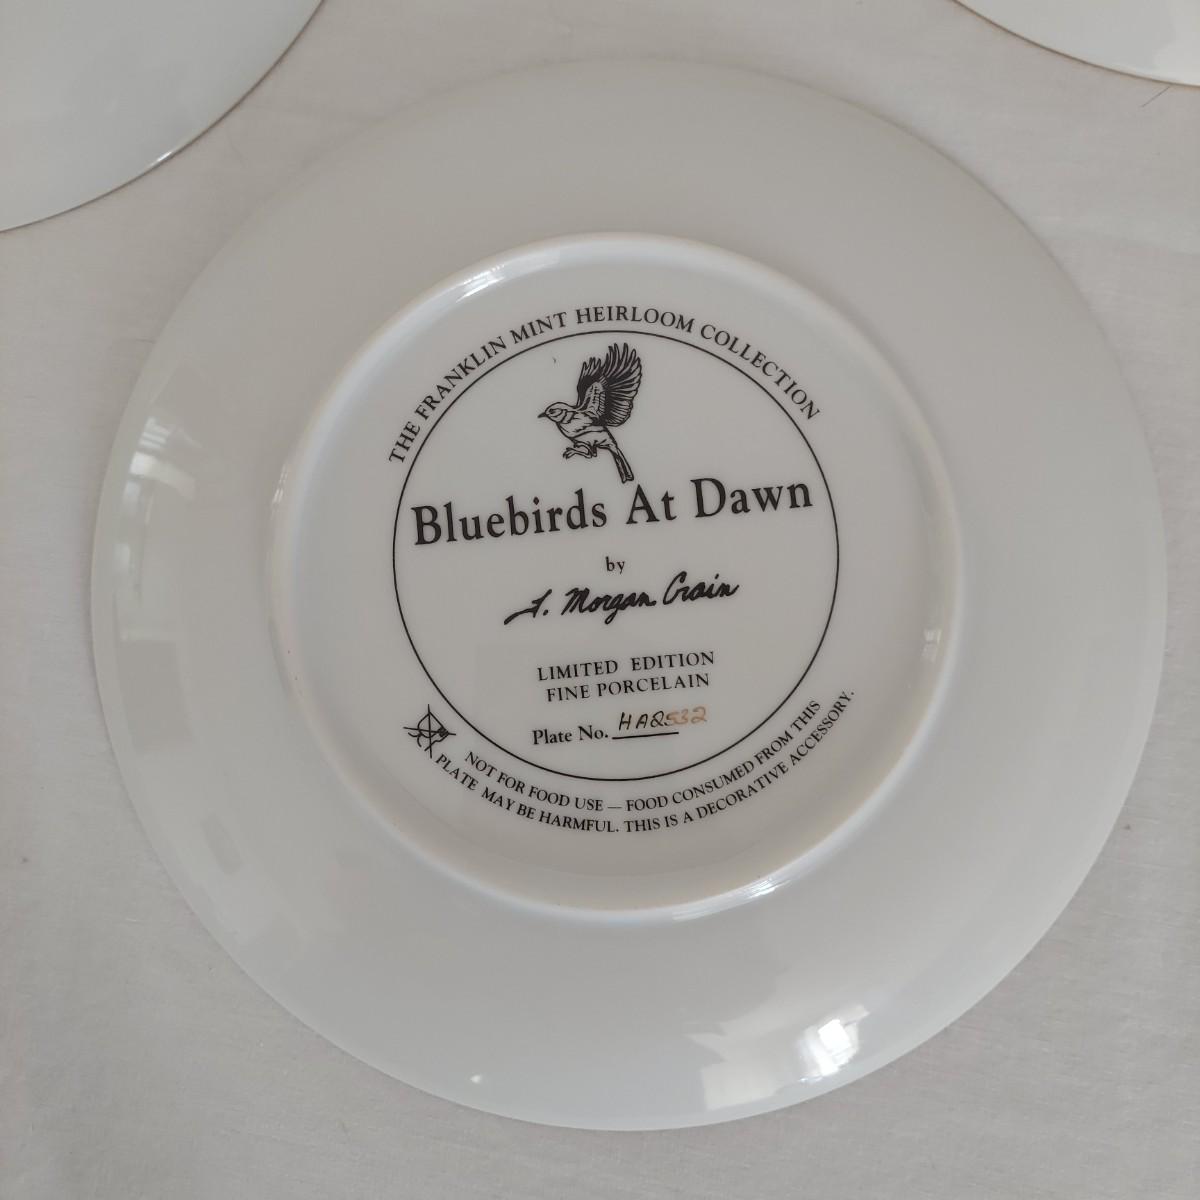 THE FRANKLIN MINT HEIRLOOM COLLECTION
Bluebirds At Dawn
by
J. Morgan Crain
LIMITED EDITION
FINE PORCELAIN
Plate No. HA2532
NOT FOR FOOD USE — FOOD CONSUMED FROM THIS
PLATE MAY BE HARMFUL. THIS IS A DECORATIVE ACCESSORY.